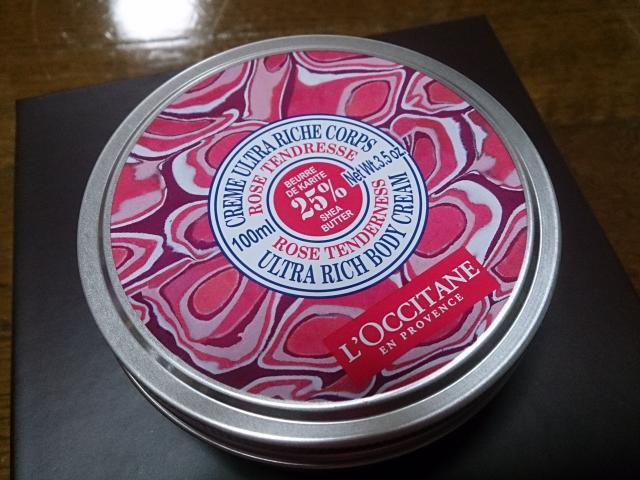 CREME ULTRA RICHE CORPS
ROSE TENDRESSE
BEURRE
DE KARITE
25%
SHEA
BUTTER
100ml
Net Wt.3.5 oz.
ROSE TENDERNESS
ULTRA RICH BODY CREAM
L'OCCITANE
EN PROVENCE